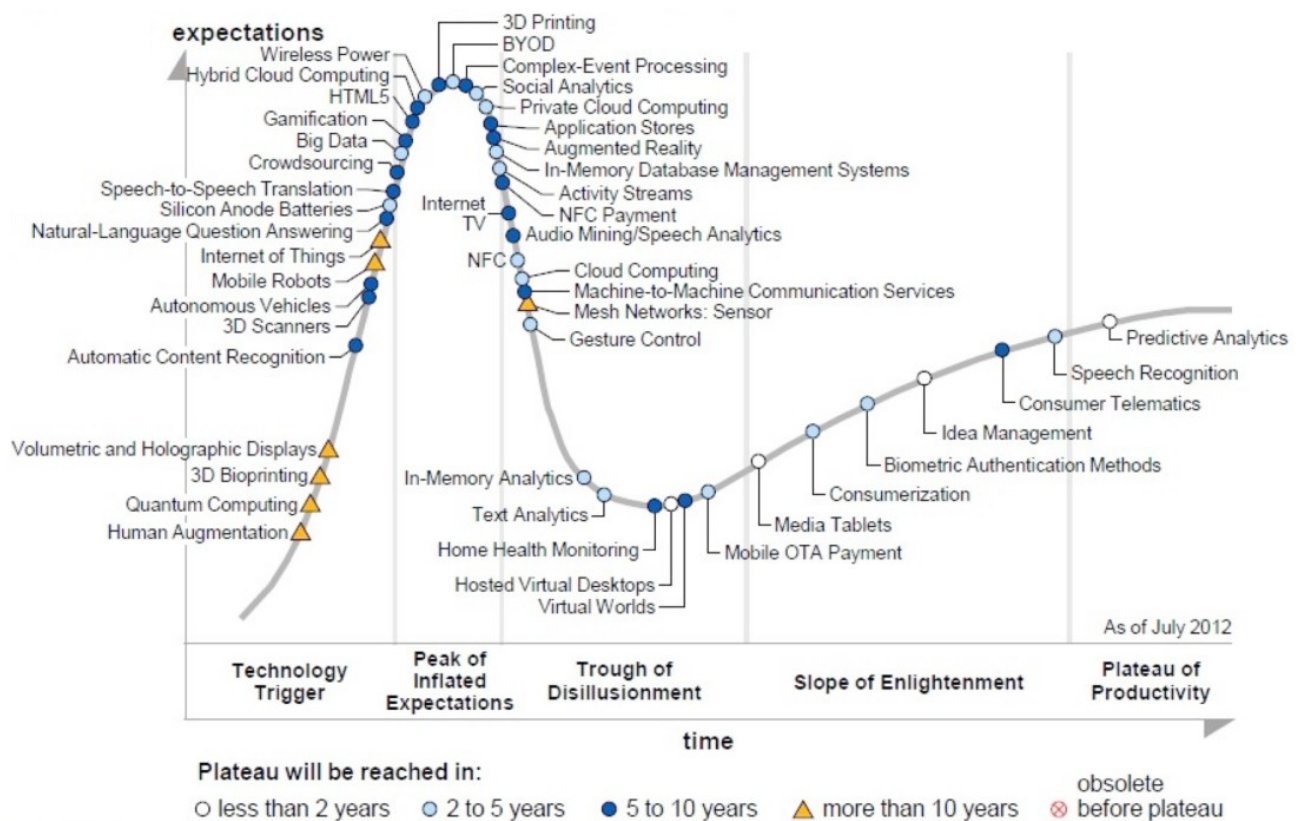 expectations
3D Printing
BYOD
Wireless Power
Complex-Event Processing
Hybrid Cloud Computing
Social Analytics
HTML5
Private Cloud Computing
Gamification
Application Stores
Big Data
Augmented Reality
Crowdsourcing
In-Memory Database Management Systems
Speech-to-Speech Translation
Activity Streams
Silicon Anode Batteries
NFC Payment
Internet
TV
Natural-Language Question Answering
Audio Mining/Speech Analytics
Internet of Things
NFC
Mobile Robots
Cloud Computing
Autonomous Vehicles
Machine-to-Machine Communication Services
3D Scanners
Mesh Networks: Sensor
Automatic Content Recognition
Gesture Control
Predictive Analytics
Speech Recognition
Consumer Telematics
Idea Management
Biometric Authentication Methods
Consumerization
Media Tablets
Mobile OTA Payment
Volumetric and Holographic Displays
3D Bioprinting
Quantum Computing
Human Augmentation
In-Memory Analytics
Text Analytics
Home Health Monitoring
Hosted Virtual Desktops
Virtual Worlds
As of July 2012
Technology
Trigger
Peak of
Inflated
Expectations
Trough of
Disillusionment
Slope of Enlightenment
Plateau of
Productivity
time
Plateau will be reached in:
less than 2 years
2 to 5 years
5 to 10 years
more than 10 years
obsolete
before plateau